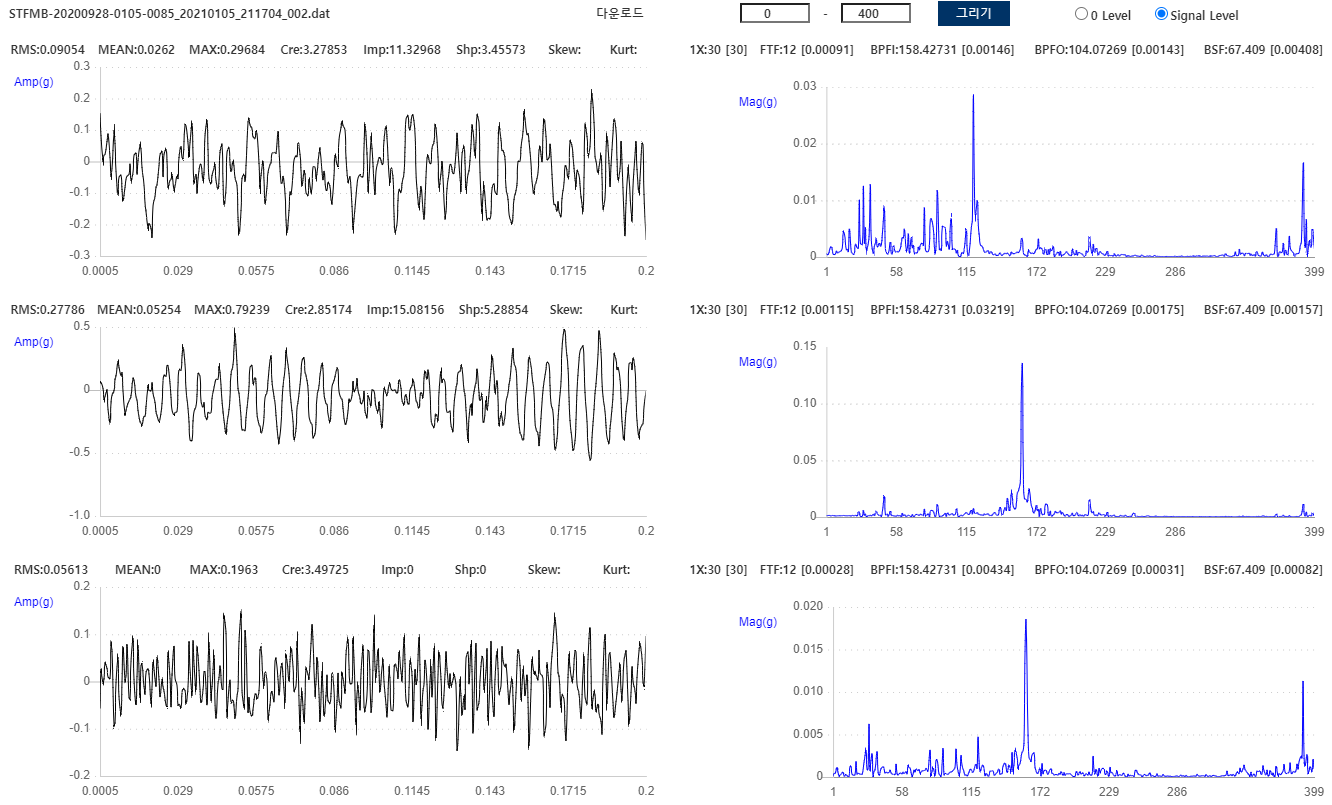 STFMB-20200928-0105-0085_20210105_211704_002.dat 다운로드 0 - 400 그리기 0 Level Signal Level
RMS:0.09054 MEAN:0.0262 MAX:0.29684 Cre:3.27853 Imp:11.32968 Shp:3.45573 Skew: Kurt:
Amp(g)
0.3
0.1
0
-0.1
-0.2
-0.3
0.0005 0.029 0.0575 0.086 0.1145 0.143 0.1715 0.2
1X:30 [30] FTF:12 [0.00091] BPFI:158.42731 [0.00146] BPFO:104.07269 [0.00143] BSF:67.409 [0.00408]
Mag(g)
0.03
0.02
0.01
0
1 58 115 172 229 286 399
RMS:0.27786 MEAN:0.05254 MAX:0.79239 Cre:2.85174 Imp:15.08156 Shp:5.28854 Skew: Kurt:
Amp(g)
0.5
0
-0.5
-1.0
0.0005 0.029 0.0575 0.086 0.1145 0.143 0.1715 0.2
1X:30 [30] FTF:12 [0.00115] BPFI:158.42731 [0.03219] BPFO:104.07269 [0.00175] BSF:67.409 [0.00157]
Mag(g)
0.15
0.10
0.05
0
1 58 115 172 229 286 399
RMS:0.05613 MEAN:0 MAX:0.1963 Cre:3.49725 Imp:0 Shp:0 Skew: Kurt:
Amp(g)
0.2
0.1
0
-0.1
-0.2
0.0005 0.029 0.0575 0.086 0.1145 0.143 0.1715 0.2
1X:30 [30] FTF:12 [0.00028] BPFI:158.42731 [0.00434] BPFO:104.07269 [0.00031] BSF:67.409 [0.00082]
Mag(g)
0.020
0.015
0.010
0.005
0
1 58 115 172 229 286 399